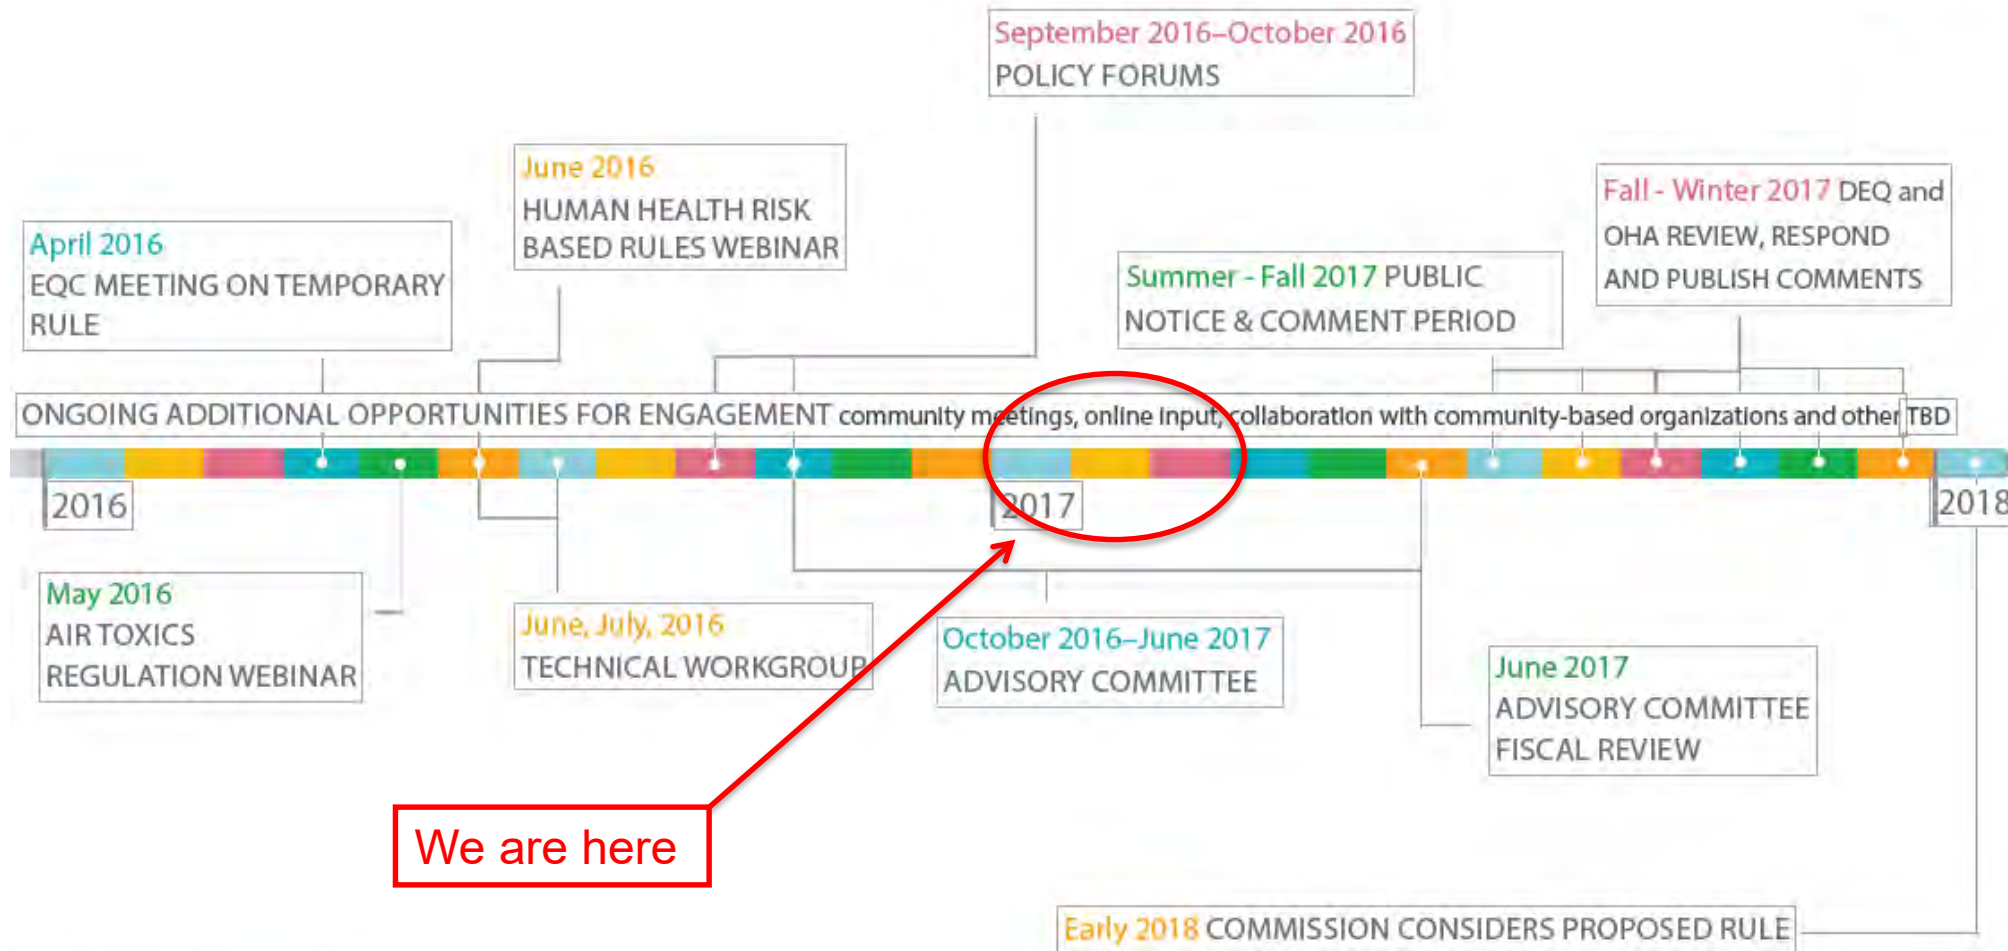 September 2016–October 2016
POLICY FORUMS
June 2016
HUMAN HEALTH RISK
BASED RULES WEBINAR
Fall - Winter 2017 DEQ and
OHA REVIEW, RESPOND
AND PUBLISH COMMENTS
April 2016
EQC MEETING ON TEMPORARY
RULE
Summer - Fall 2017 PUBLIC
NOTICE & COMMENT PERIOD
ONGOING ADDITIONAL OPPORTUNITIES FOR ENGAGEMENT community meetings, online input, collaboration with community-based organizations and other TBD
2016
2017
2018
May 2016
AIR TOXICS
REGULATION WEBINAR
June, July, 2016
TECHNICAL WORKGROUP
October 2016–June 2017
ADVISORY COMMITTEE
June 2017
ADVISORY COMMITTEE
FISCAL REVIEW
We are here
Early 2018 COMMISSION CONSIDERS PROPOSED RULE